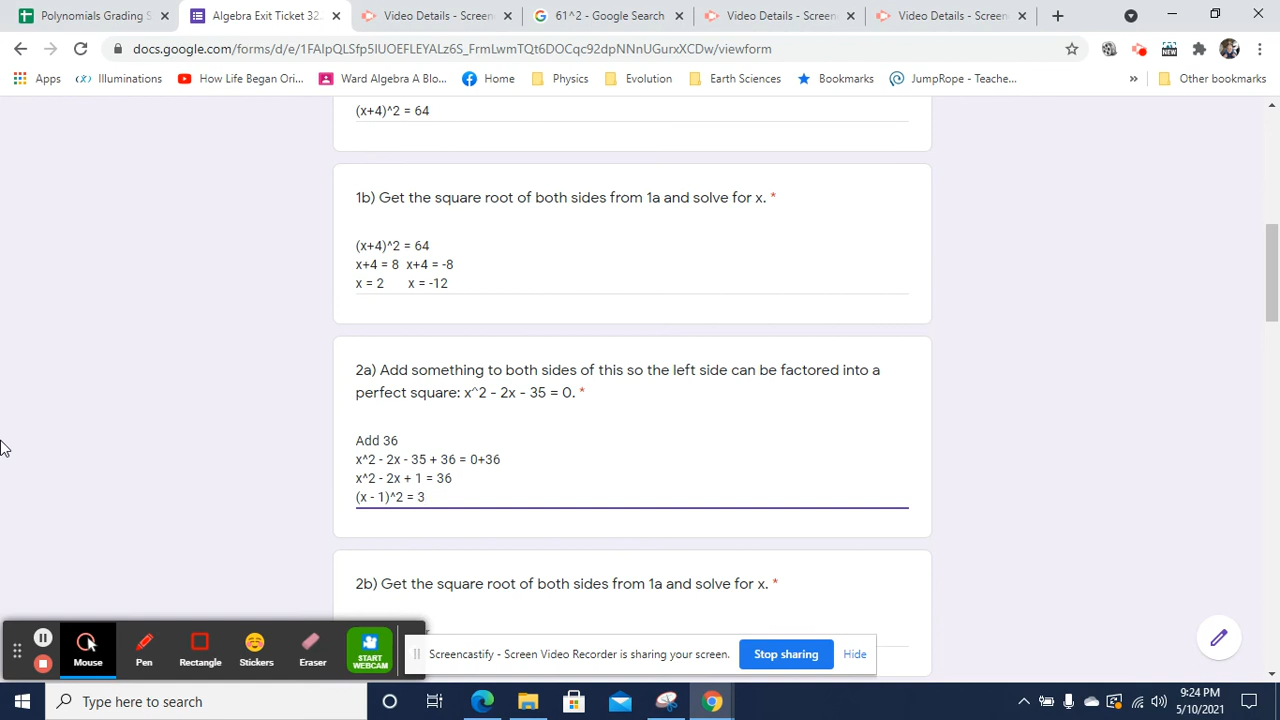 Polynomials Grading S
Algebra Exit Ticket 32.
Video Details - Screen
61^2 - Google Search
Video Details - Screen
Video Details - Screen
docs.google.com/forms/d/e/1FAIpQLSfp5IUOEFLEYALz6S_FrmLwmTQt6DOCqc92dpNNnUGurxXCDw/viewform
Apps
Illuminations
How Life Began Ori...
Ward Algebra A Blo...
Home
Physics
Evolution
Earth Sciences
Bookmarks
JumpRope - Teache...
»
Other bookmarks
(x+4)^2 = 64
1b) Get the square root of both sides from 1a and solve for x. *
(x+4)^2 = 64
x+4 = 8 x+4 = -8
x = 2 x = -12
2a) Add something to both sides of this so the left side can be factored into a
perfect square: x^2 - 2x - 35 = 0. *
Add 36
x^2 - 2x - 35 + 36 = 0+36
x^2 - 2x + 1 = 36
(x - 1)^2 = 3
2b) Get the square root of both sides from 1a and solve for x. *
Mouse
Pen
Rectangle
Stickers
Eraser
START
WEBCAM
Screencastify - Screen Video Recorder is sharing your screen.
Stop sharing
Hide
Type here to search
NEW
9:24 PM
5/10/2021